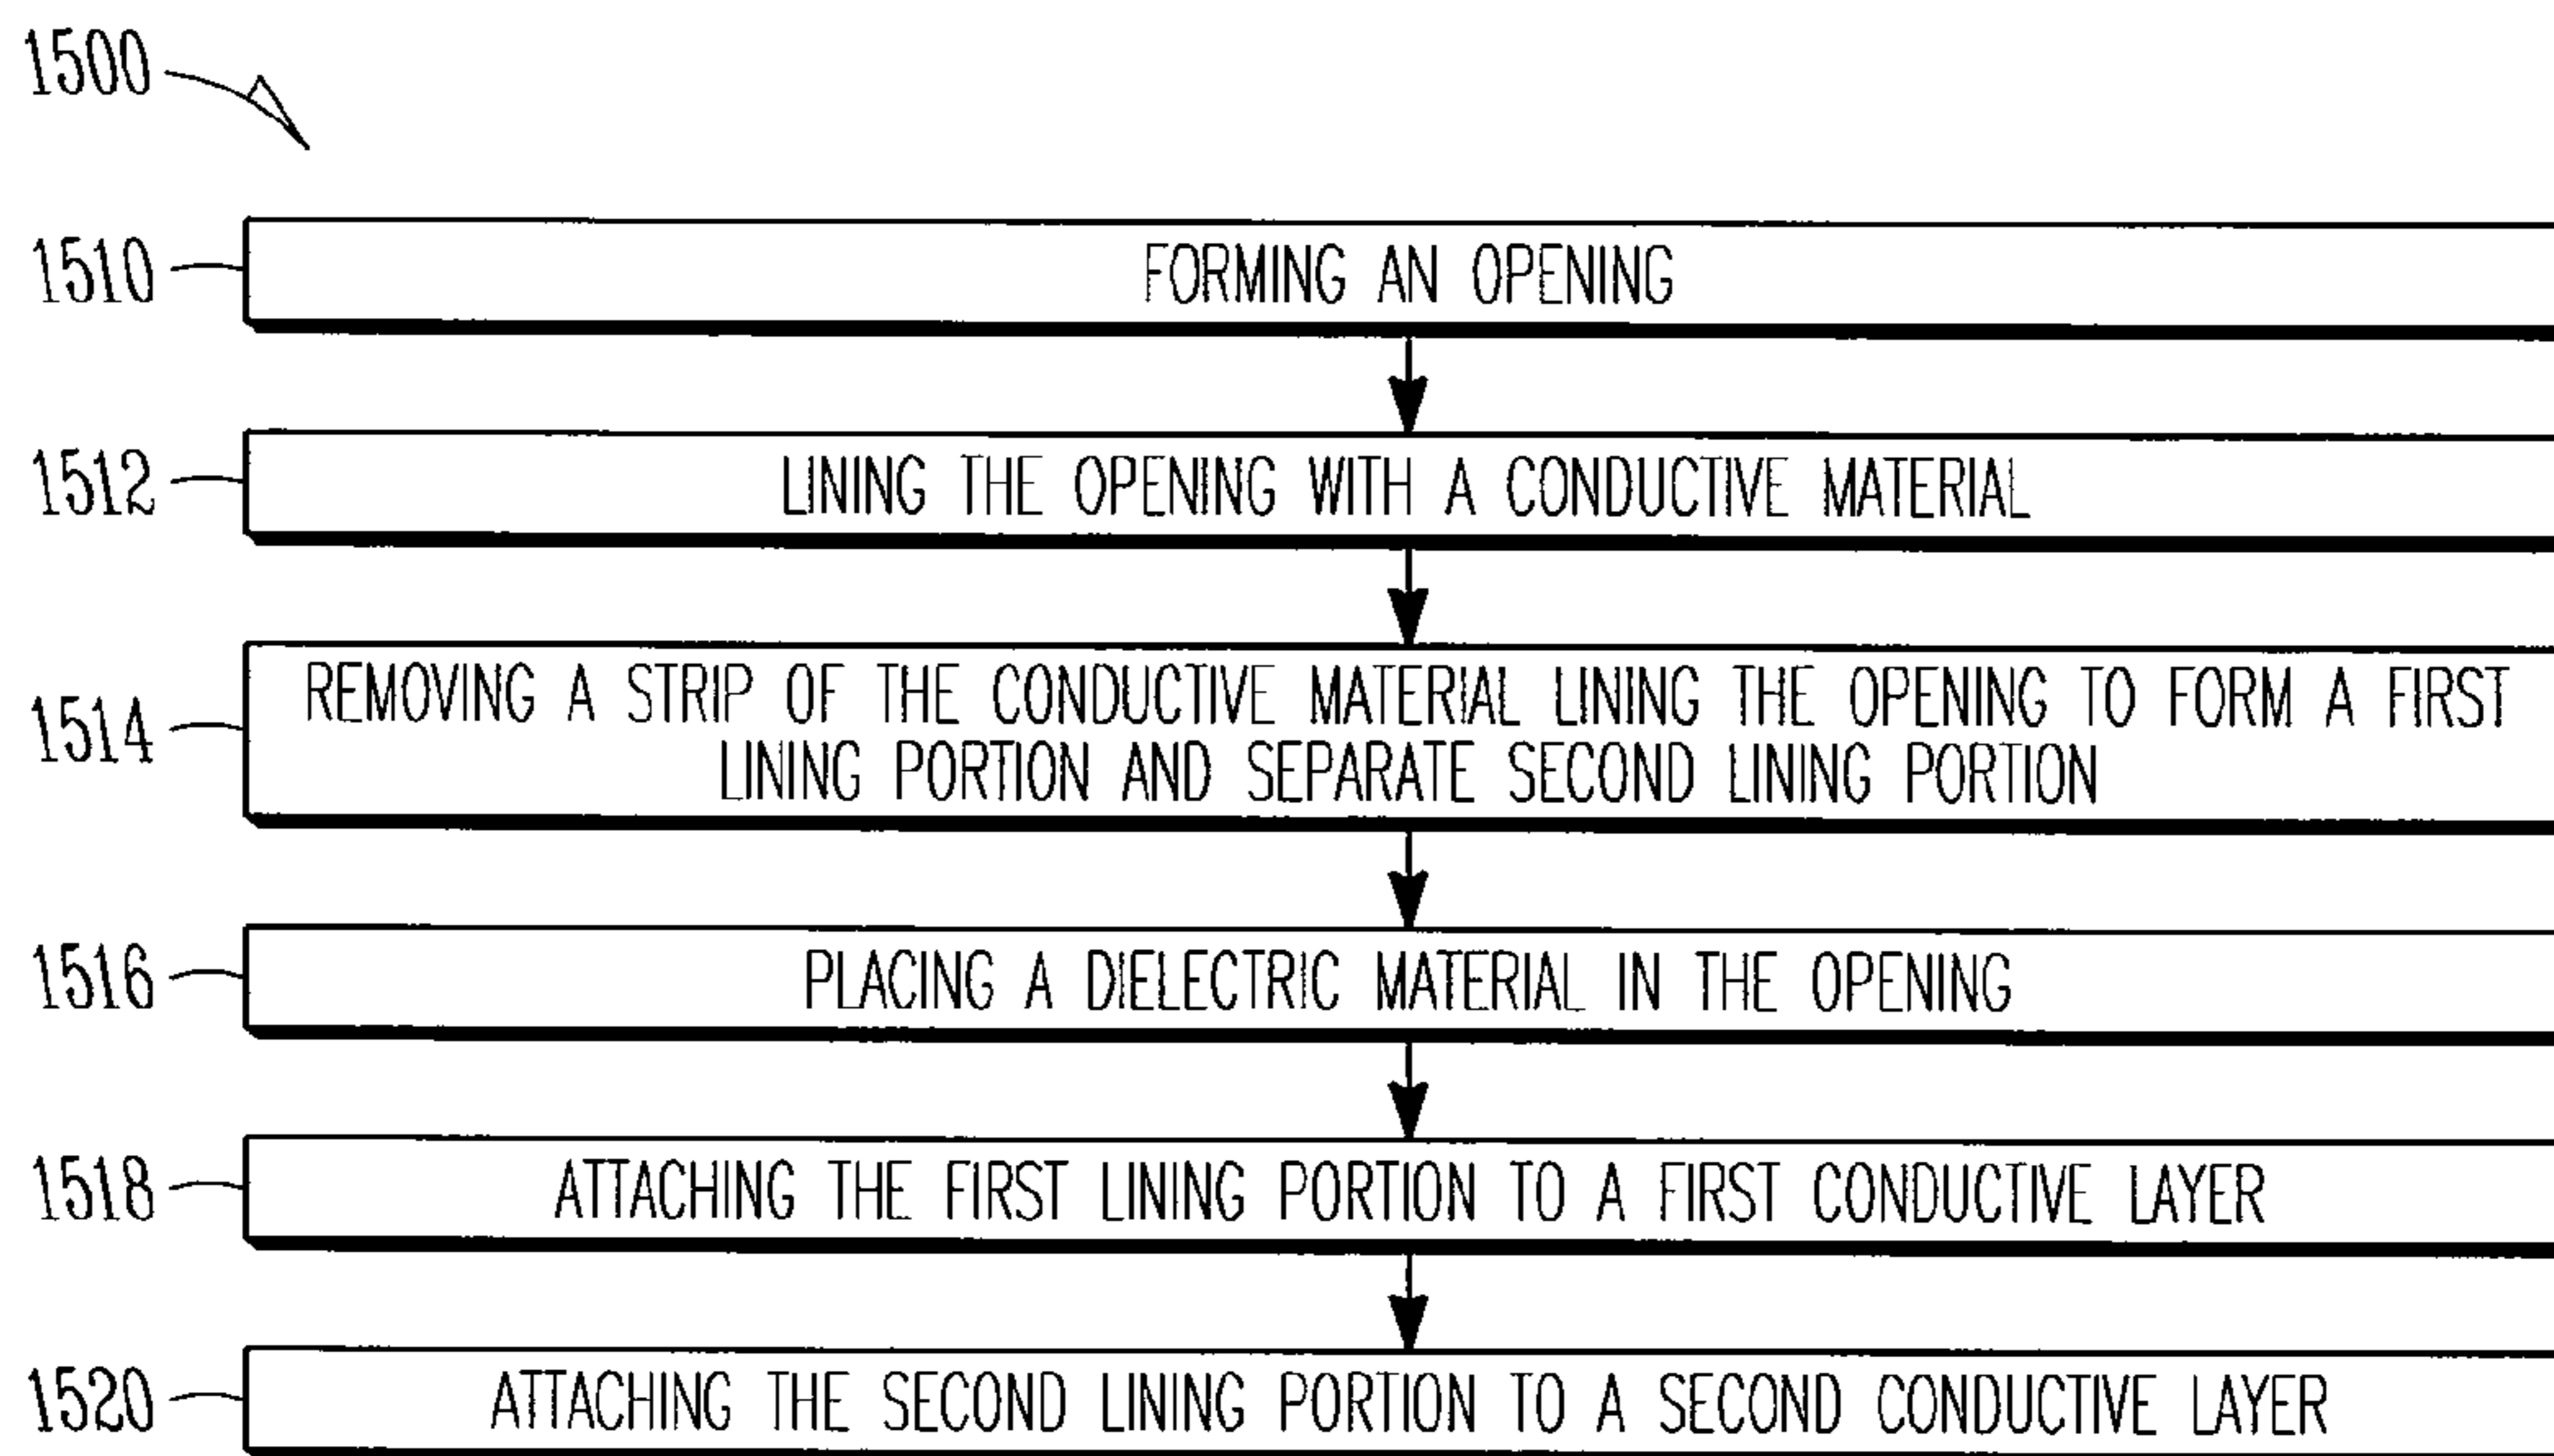 1500
1510
FORMING AN OPENING
1512
LINING THE OPENING WITH A CONDUCTIVE MATERIAL
1514
REMOVING A STRIP OF THE CONDUCTIVE MATERIAL LINING THE OPENING TO FORM A FIRST
LINING PORTION AND SEPARATE SECOND LINING PORTION
1516
PLACING A DIELECTRIC MATERIAL IN THE OPENING
1518
ATTACHING THE FIRST LINING PORTION TO A FIRST CONDUCTIVE LAYER
1520
ATTACHING THE SECOND LINING PORTION TO A SECOND CONDUCTIVE LAYER